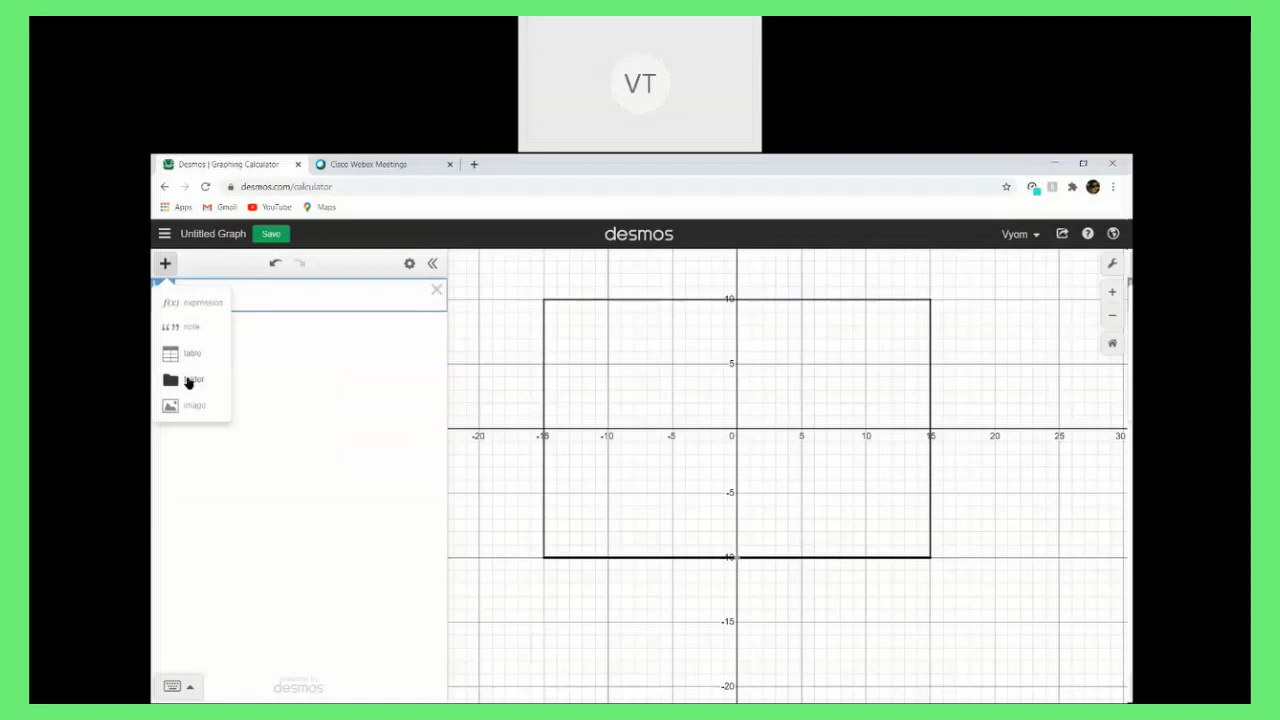 VT
Desmos | Graphing Calculator
Cisco Webex Meetings
desmos.com/calculator
Apps Gmail YouTube Maps
Untitled Graph Save desmos Vyom
f(x) expression
note
table
image
10
5
-20 -15 -10 -5 0 5 10 15 20 25 30
-5
-10
-15
-20
powered by
desmos